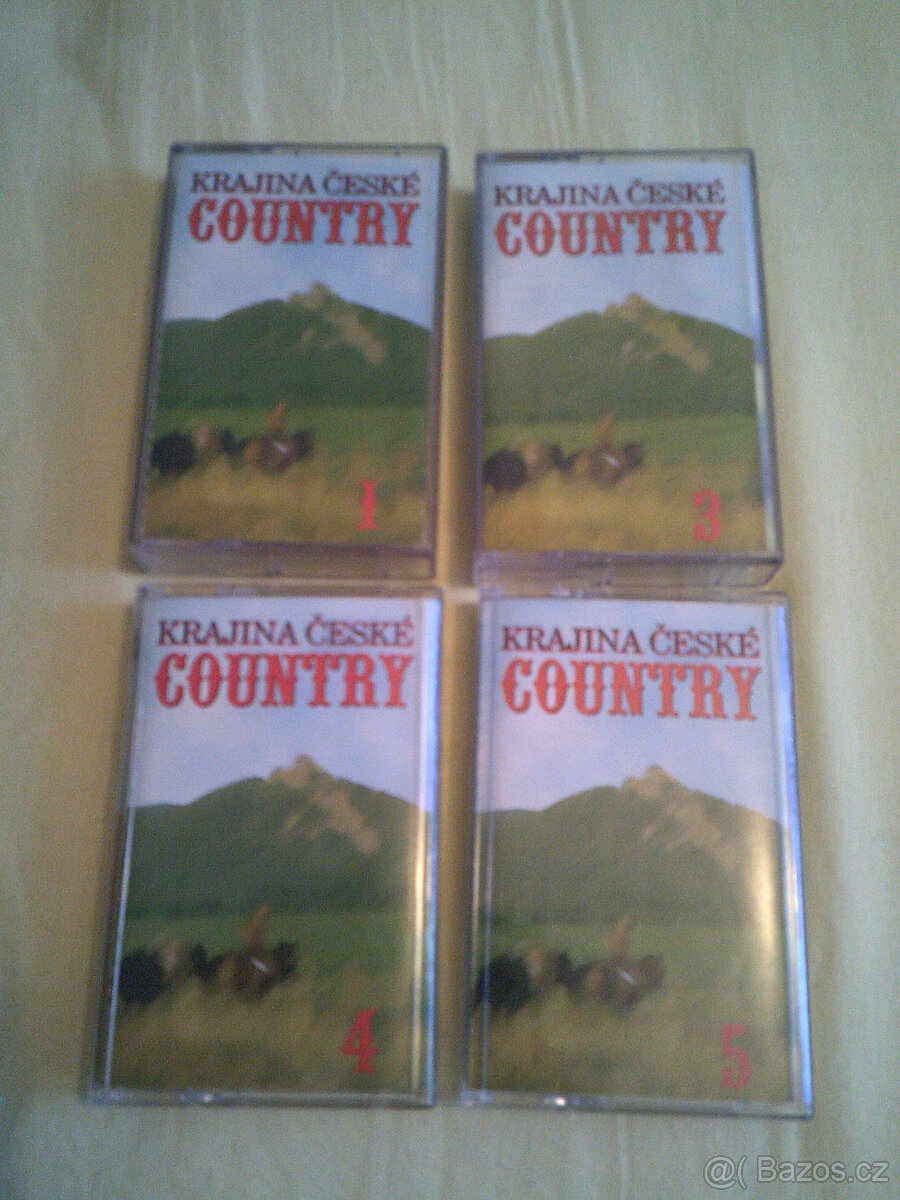 KRAJINA ČESKÉ
COUNTRY
1
KRAJINA ČESKÉ
COUNTRY
3
KRAJINA ČESKÉ
COUNTRY
4
KRAJINA ČESKÉ
COUNTRY
5
@( Bazos.cz